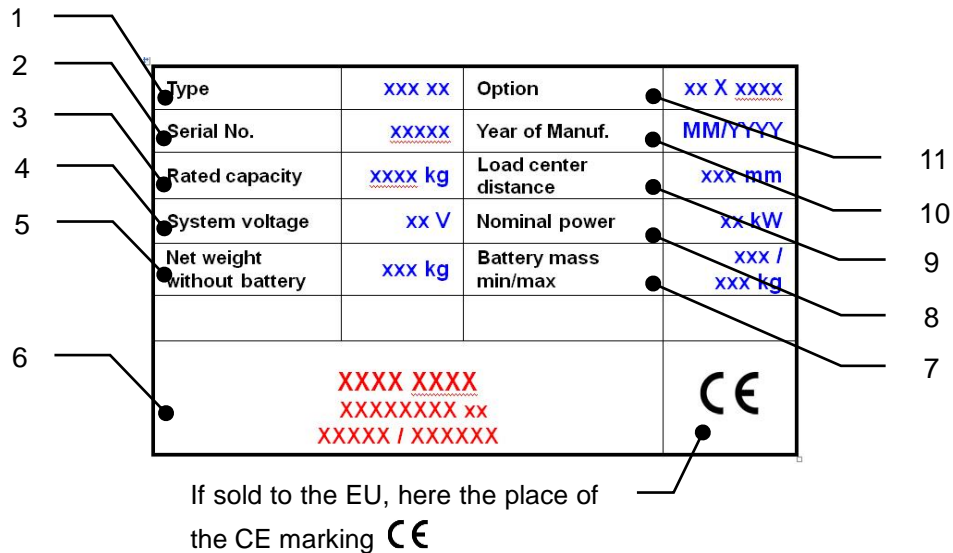 1
2
3
4
5
6
Type xxx xx Option xx X xxxx
Serial No. xxxxx Year of Manuf. MM/YYYY
Rated capacity xxxx kg Load center distance xxx mm
System voltage xx V Nominal power xx kW
Net weight without battery xxx kg Battery mass min/max xxx / xxx kg
XXXX XXXX
XXXXXXXX xx
XXXXX / XXXXXX
CE
11
10
9
8
7
If sold to the EU, here the place of
the CE marking CE